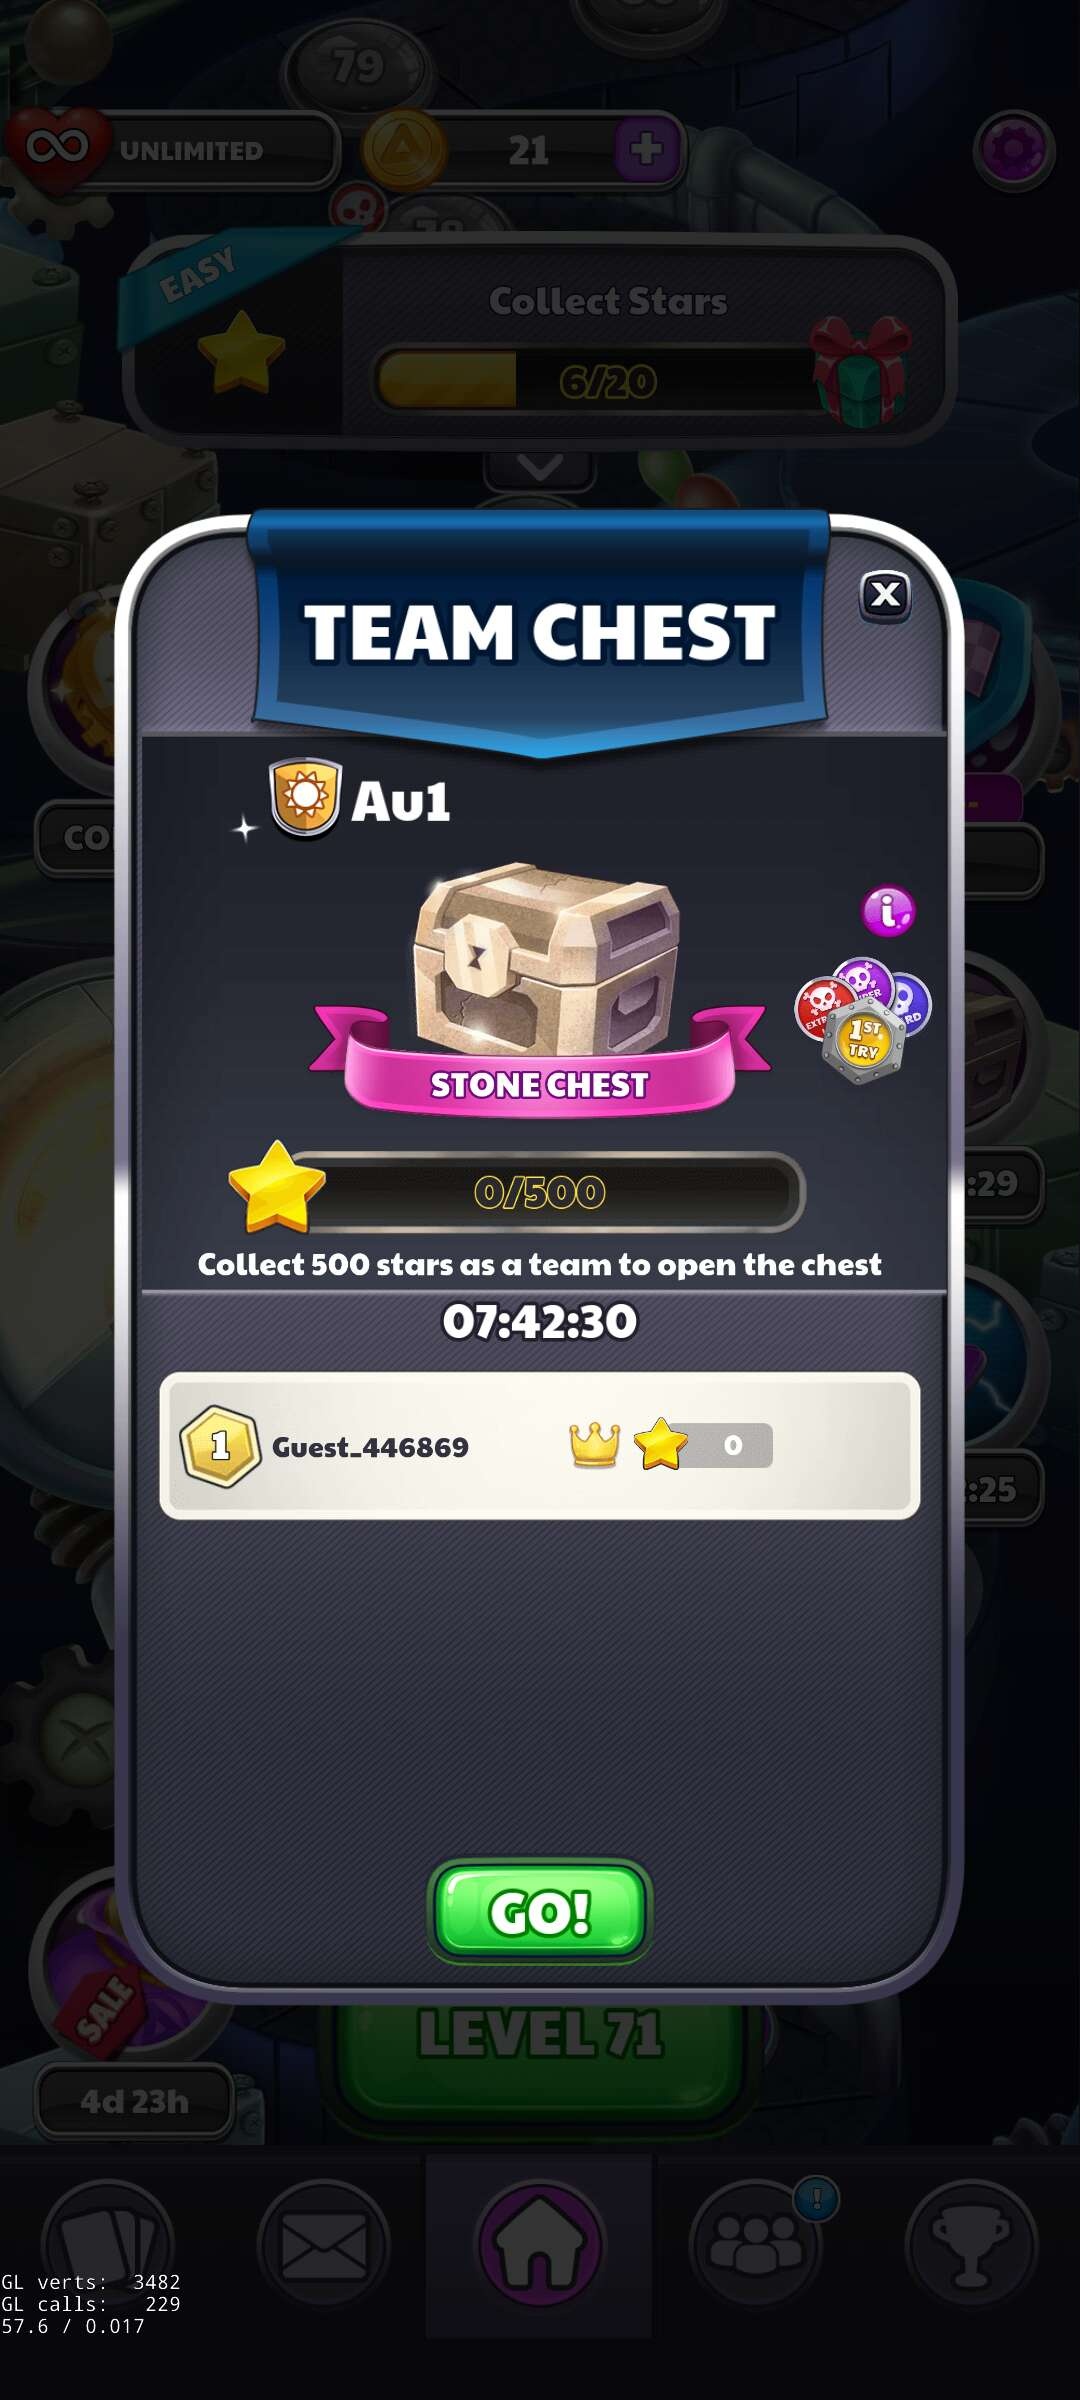 79
UNLIMITED
21
EASY
Collect Stars
6/20
TEAM CHEST
Au1
STONE CHEST
1ST
TRY
0/500
:29
Collect 500 stars as a team to open the chest
07:42:30
1
Guest_446869
0
:25
GO!
LEVEL 71
SALE
4d 23h
!
GL verts: 3482
GL calls: 229
57.6 / 0.017